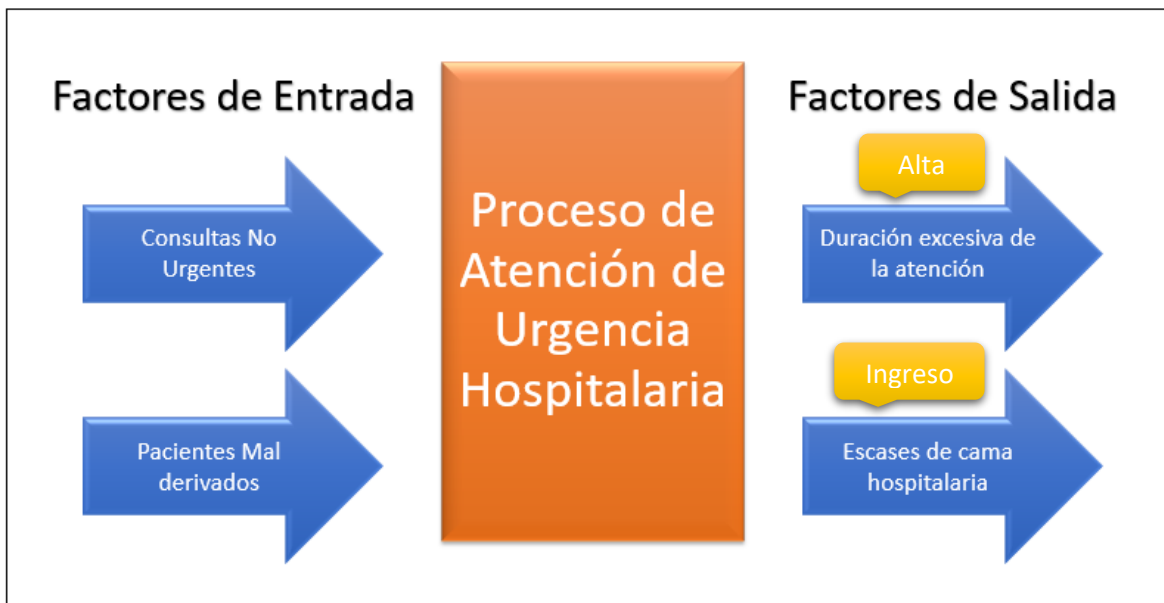 Factores de Entrada
Consultas No
Urgentes
Pacientes Mal
derivados
Proceso de
Atención de
Urgencia
Hospitalaria
Factores de Salida
Alta
Duración excesiva de
la atención
Ingreso
Escases de cama
hospitalaria